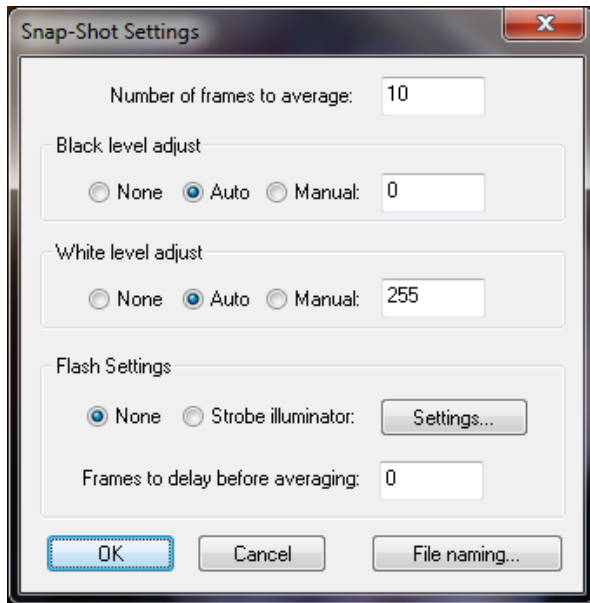 Snap-Shot Settings
Number of frames to average: 10
Black level adjust
None Auto Manual: 0
White level adjust
None Auto Manual: 255
Flash Settings
None Strobe illuminator: Settings...
Frames to delay before averaging: 0
OK Cancel File naming...